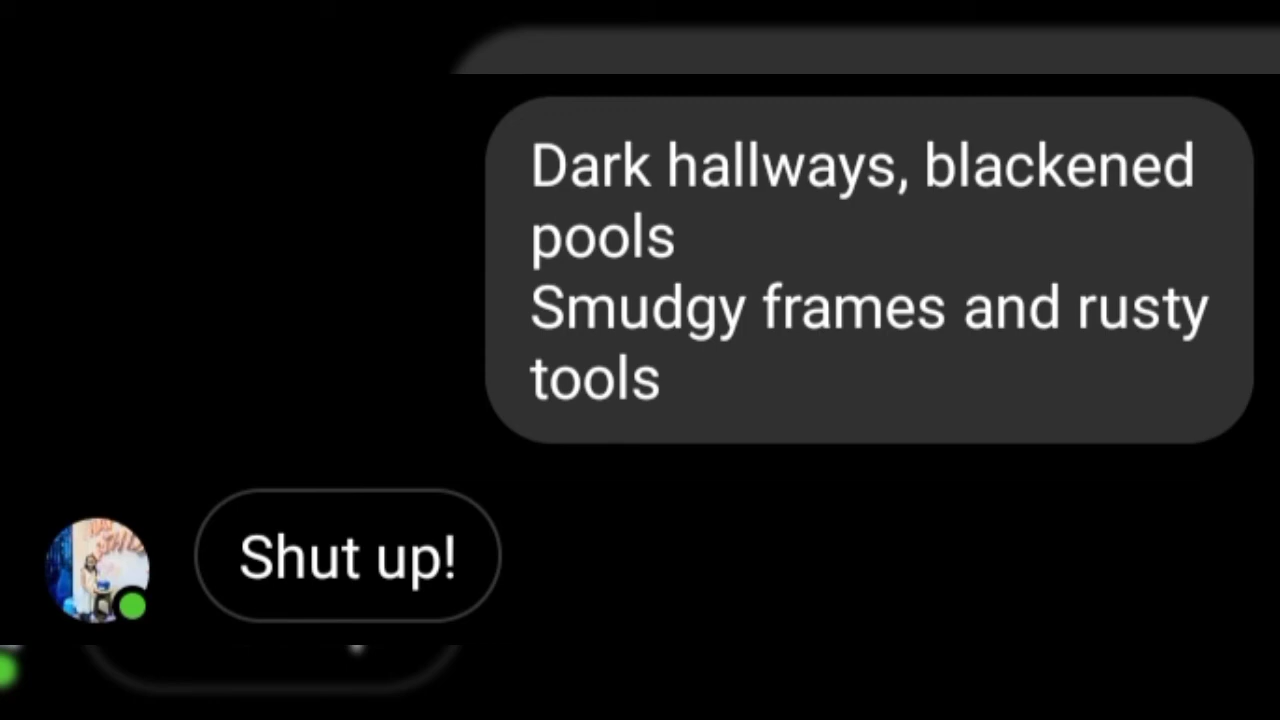 Dark hallways, blackened
pools
Smudgy frames and rusty
tools
Shut up!